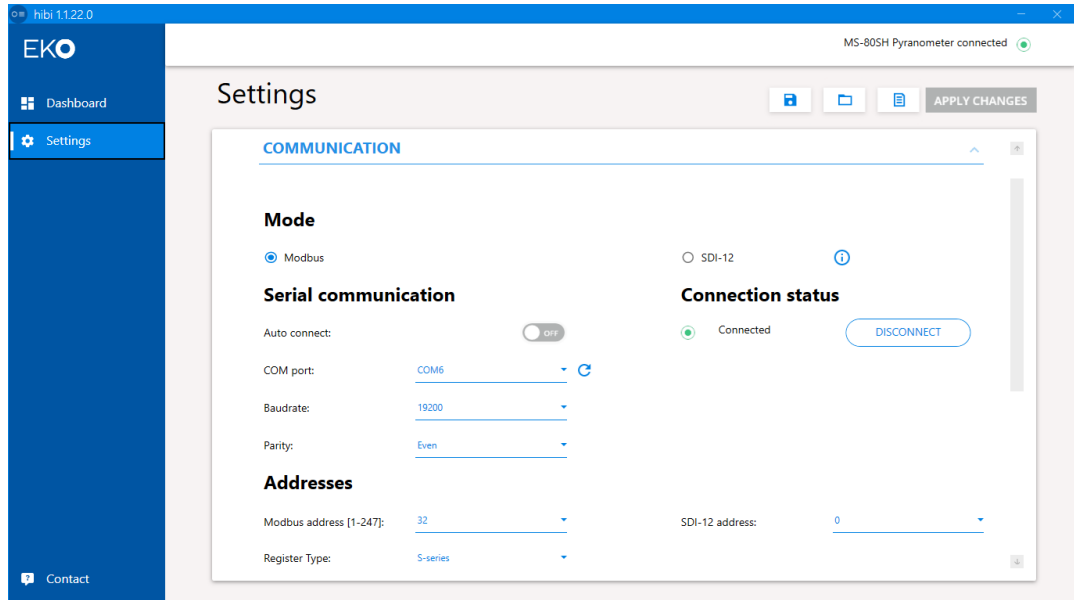 hibi 1.1.22.0
EKO
MS-80SH Pyranometer connected
Dashboard
Settings
Settings
APPLY CHANGES
COMMUNICATION
Mode
Modbus
SDI-12
Serial communication
Connection status
Auto connect:
OFF
Connected
DISCONNECT
COM port:
COM6
Baudrate:
19200
Parity:
Even
Addresses
Modbus address [1-247]:
32
SDI-12 address:
0
Register Type:
S-series
Contact